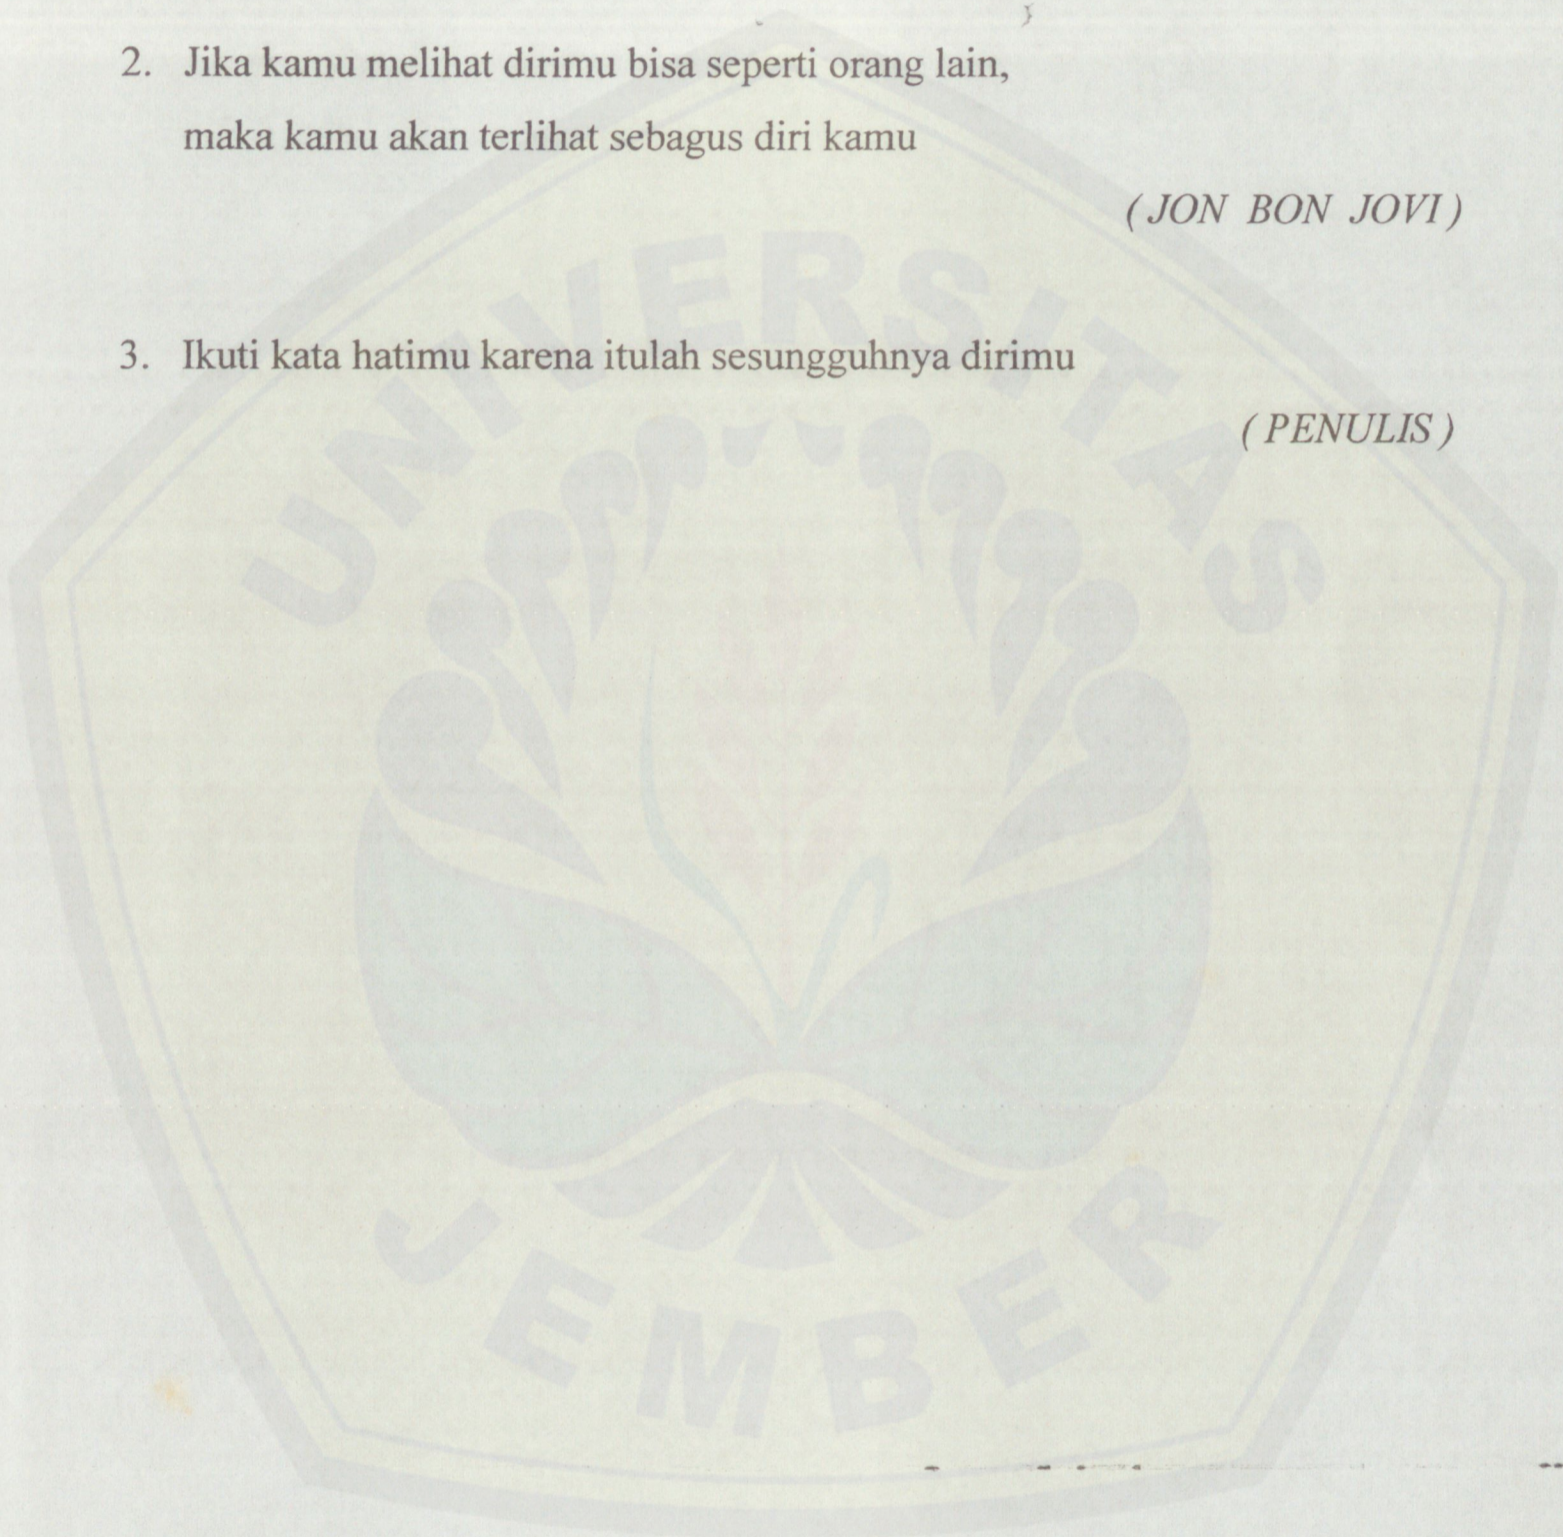 2. Jika kamu melihat dirimu bisa seperti orang lain,
maka kamu akan terlihat sebagus diri kamu
( JON BON JOVI )
3. Ikuti kata hatimu karena itulah sesungguhnya dirimu
( PENULIS )
UNIVERSITAS
JEMBER